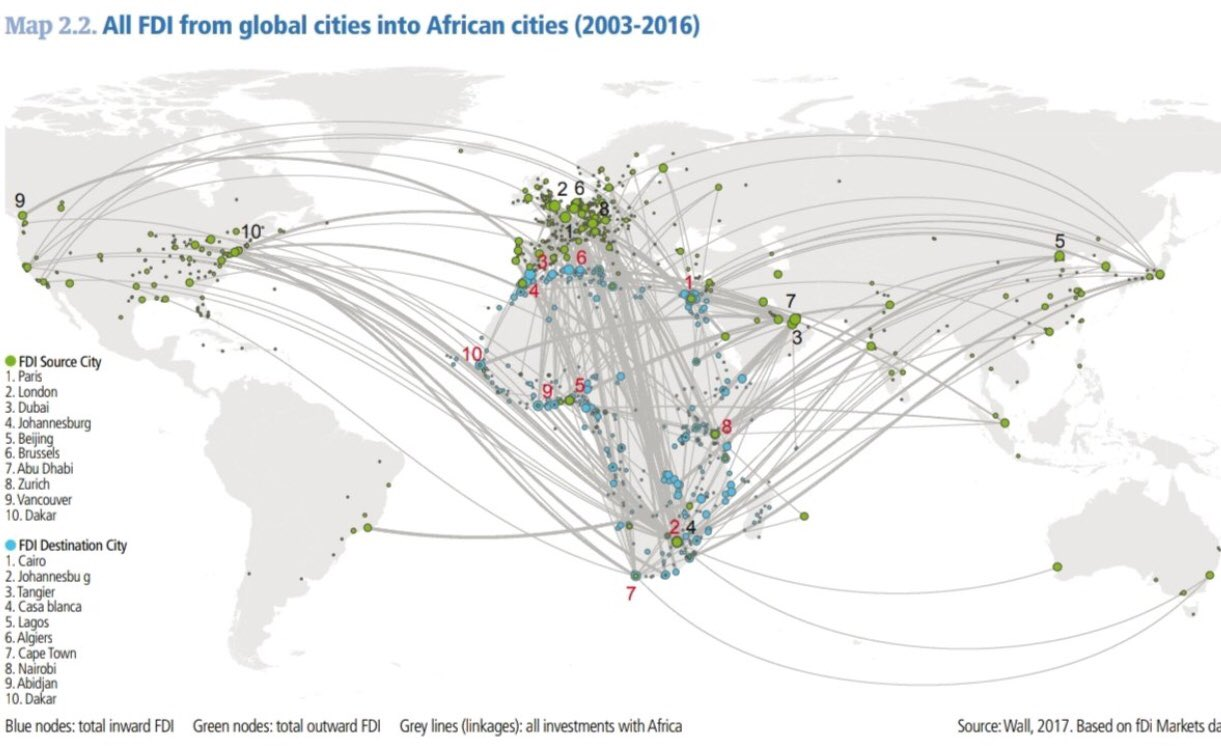 Map 2.2. All FDI from global cities into African cities (2003-2016)
9
10
2 6
8
1
3
6
4
1
5
7
3
10
9
5
8
2 4
7
FDI Source City
1. Paris
2. London
3. Dubai
4. Johannesburg
5. Beijing
6. Brussels
7. Abu Dhabi
8. Zurich
9. Vancouver
10. Dakar
FDI Destination City
1. Cairo
2. Johannesbu g
3. Tangier
4. Casa blanca
5. Lagos
6. Algiers
7. Cape Town
8. Nairobi
9. Abidjan
10. Dakar
Blue nodes: total inward FDI Green nodes: total outward FDI Grey lines (linkages): all investments with Africa
Source: Wall, 2017. Based on fDi Markets da